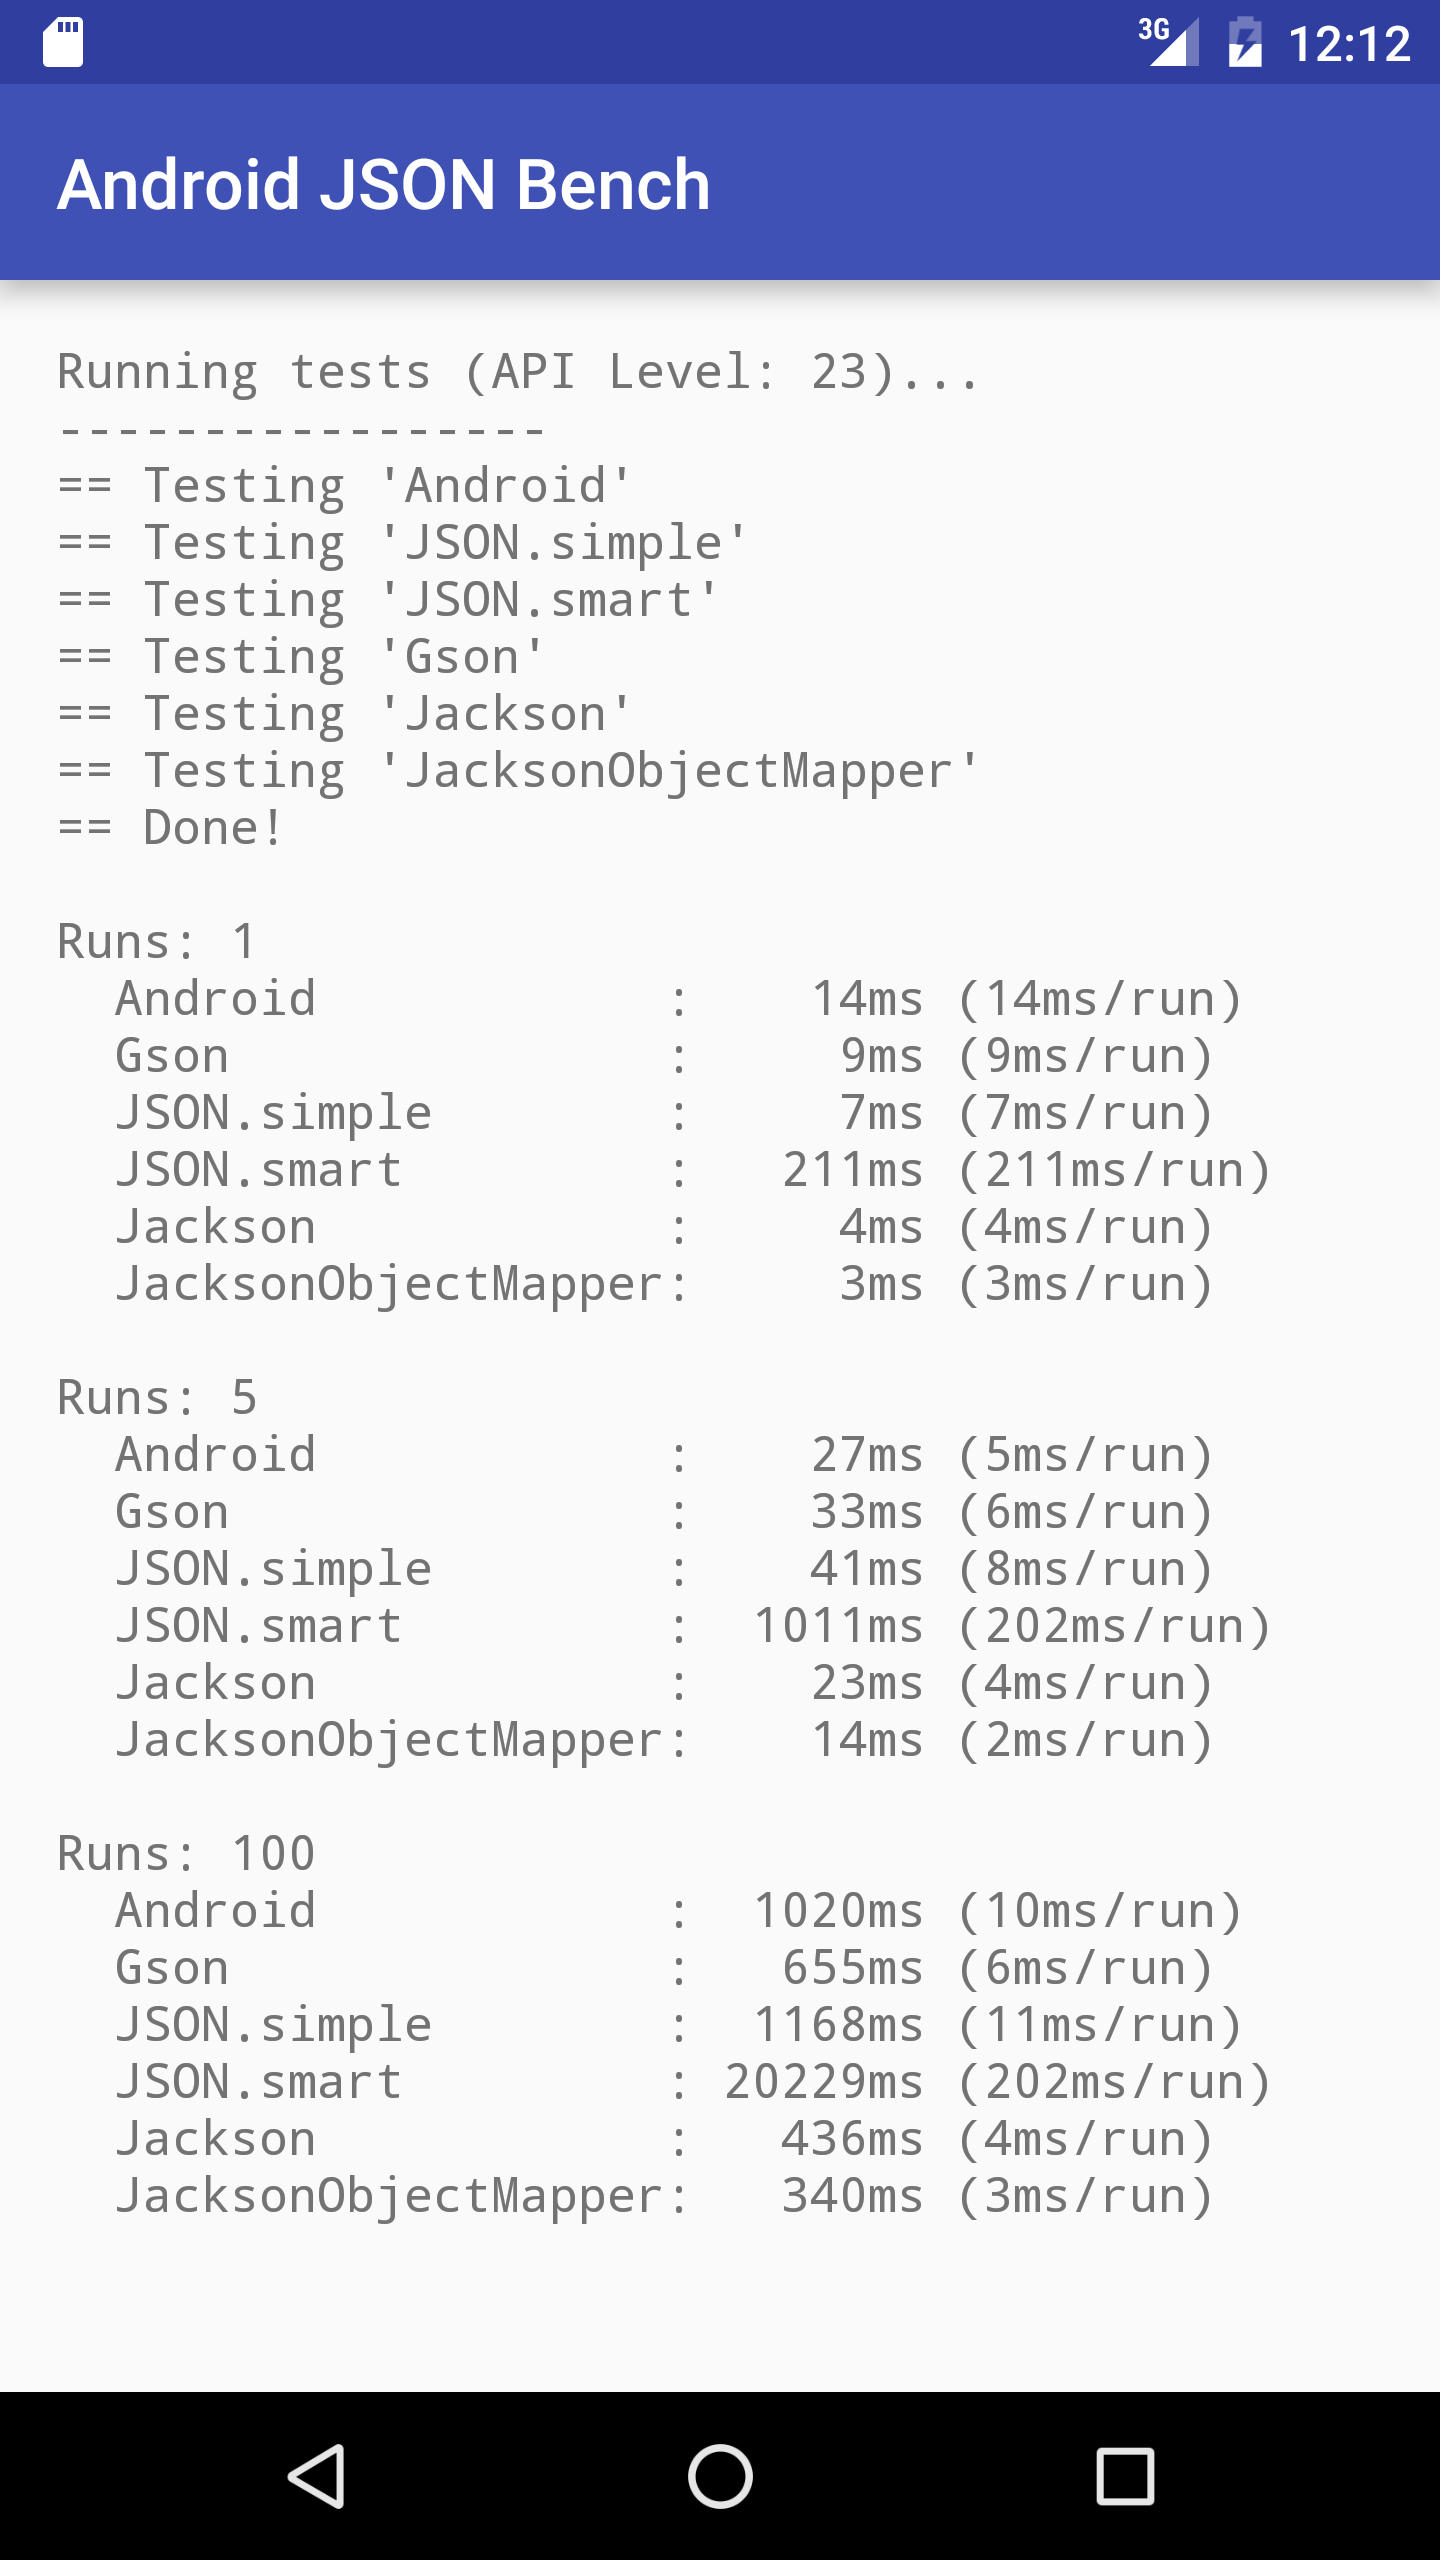 3G 12:12
Android JSON Bench
Running tests (API Level: 23)...
-----------------
== Testing 'Android'
== Testing 'JSON.simple'
== Testing 'JSON.smart'
== Testing 'Gson'
== Testing 'Jackson'
== Testing 'JacksonObjectMapper'
== Done!
Runs: 1
  Android            :    14ms (14ms/run)
  Gson               :     9ms (9ms/run)
  JSON.simple        :     7ms (7ms/run)
  JSON.smart         :   211ms (211ms/run)
  Jackson            :     4ms (4ms/run)
  JacksonObjectMapper:     3ms (3ms/run)
Runs: 5
  Android            :    27ms (5ms/run)
  Gson               :    33ms (6ms/run)
  JSON.simple        :    41ms (8ms/run)
  JSON.smart         :  1011ms (202ms/run)
  Jackson            :    23ms (4ms/run)
  JacksonObjectMapper:    14ms (2ms/run)
Runs: 100
  Android            :  1020ms (10ms/run)
  Gson               :   655ms (6ms/run)
  JSON.simple        :  1168ms (11ms/run)
  JSON.smart         : 20229ms (202ms/run)
  Jackson            :   436ms (4ms/run)
  JacksonObjectMapper:   340ms (3ms/run)